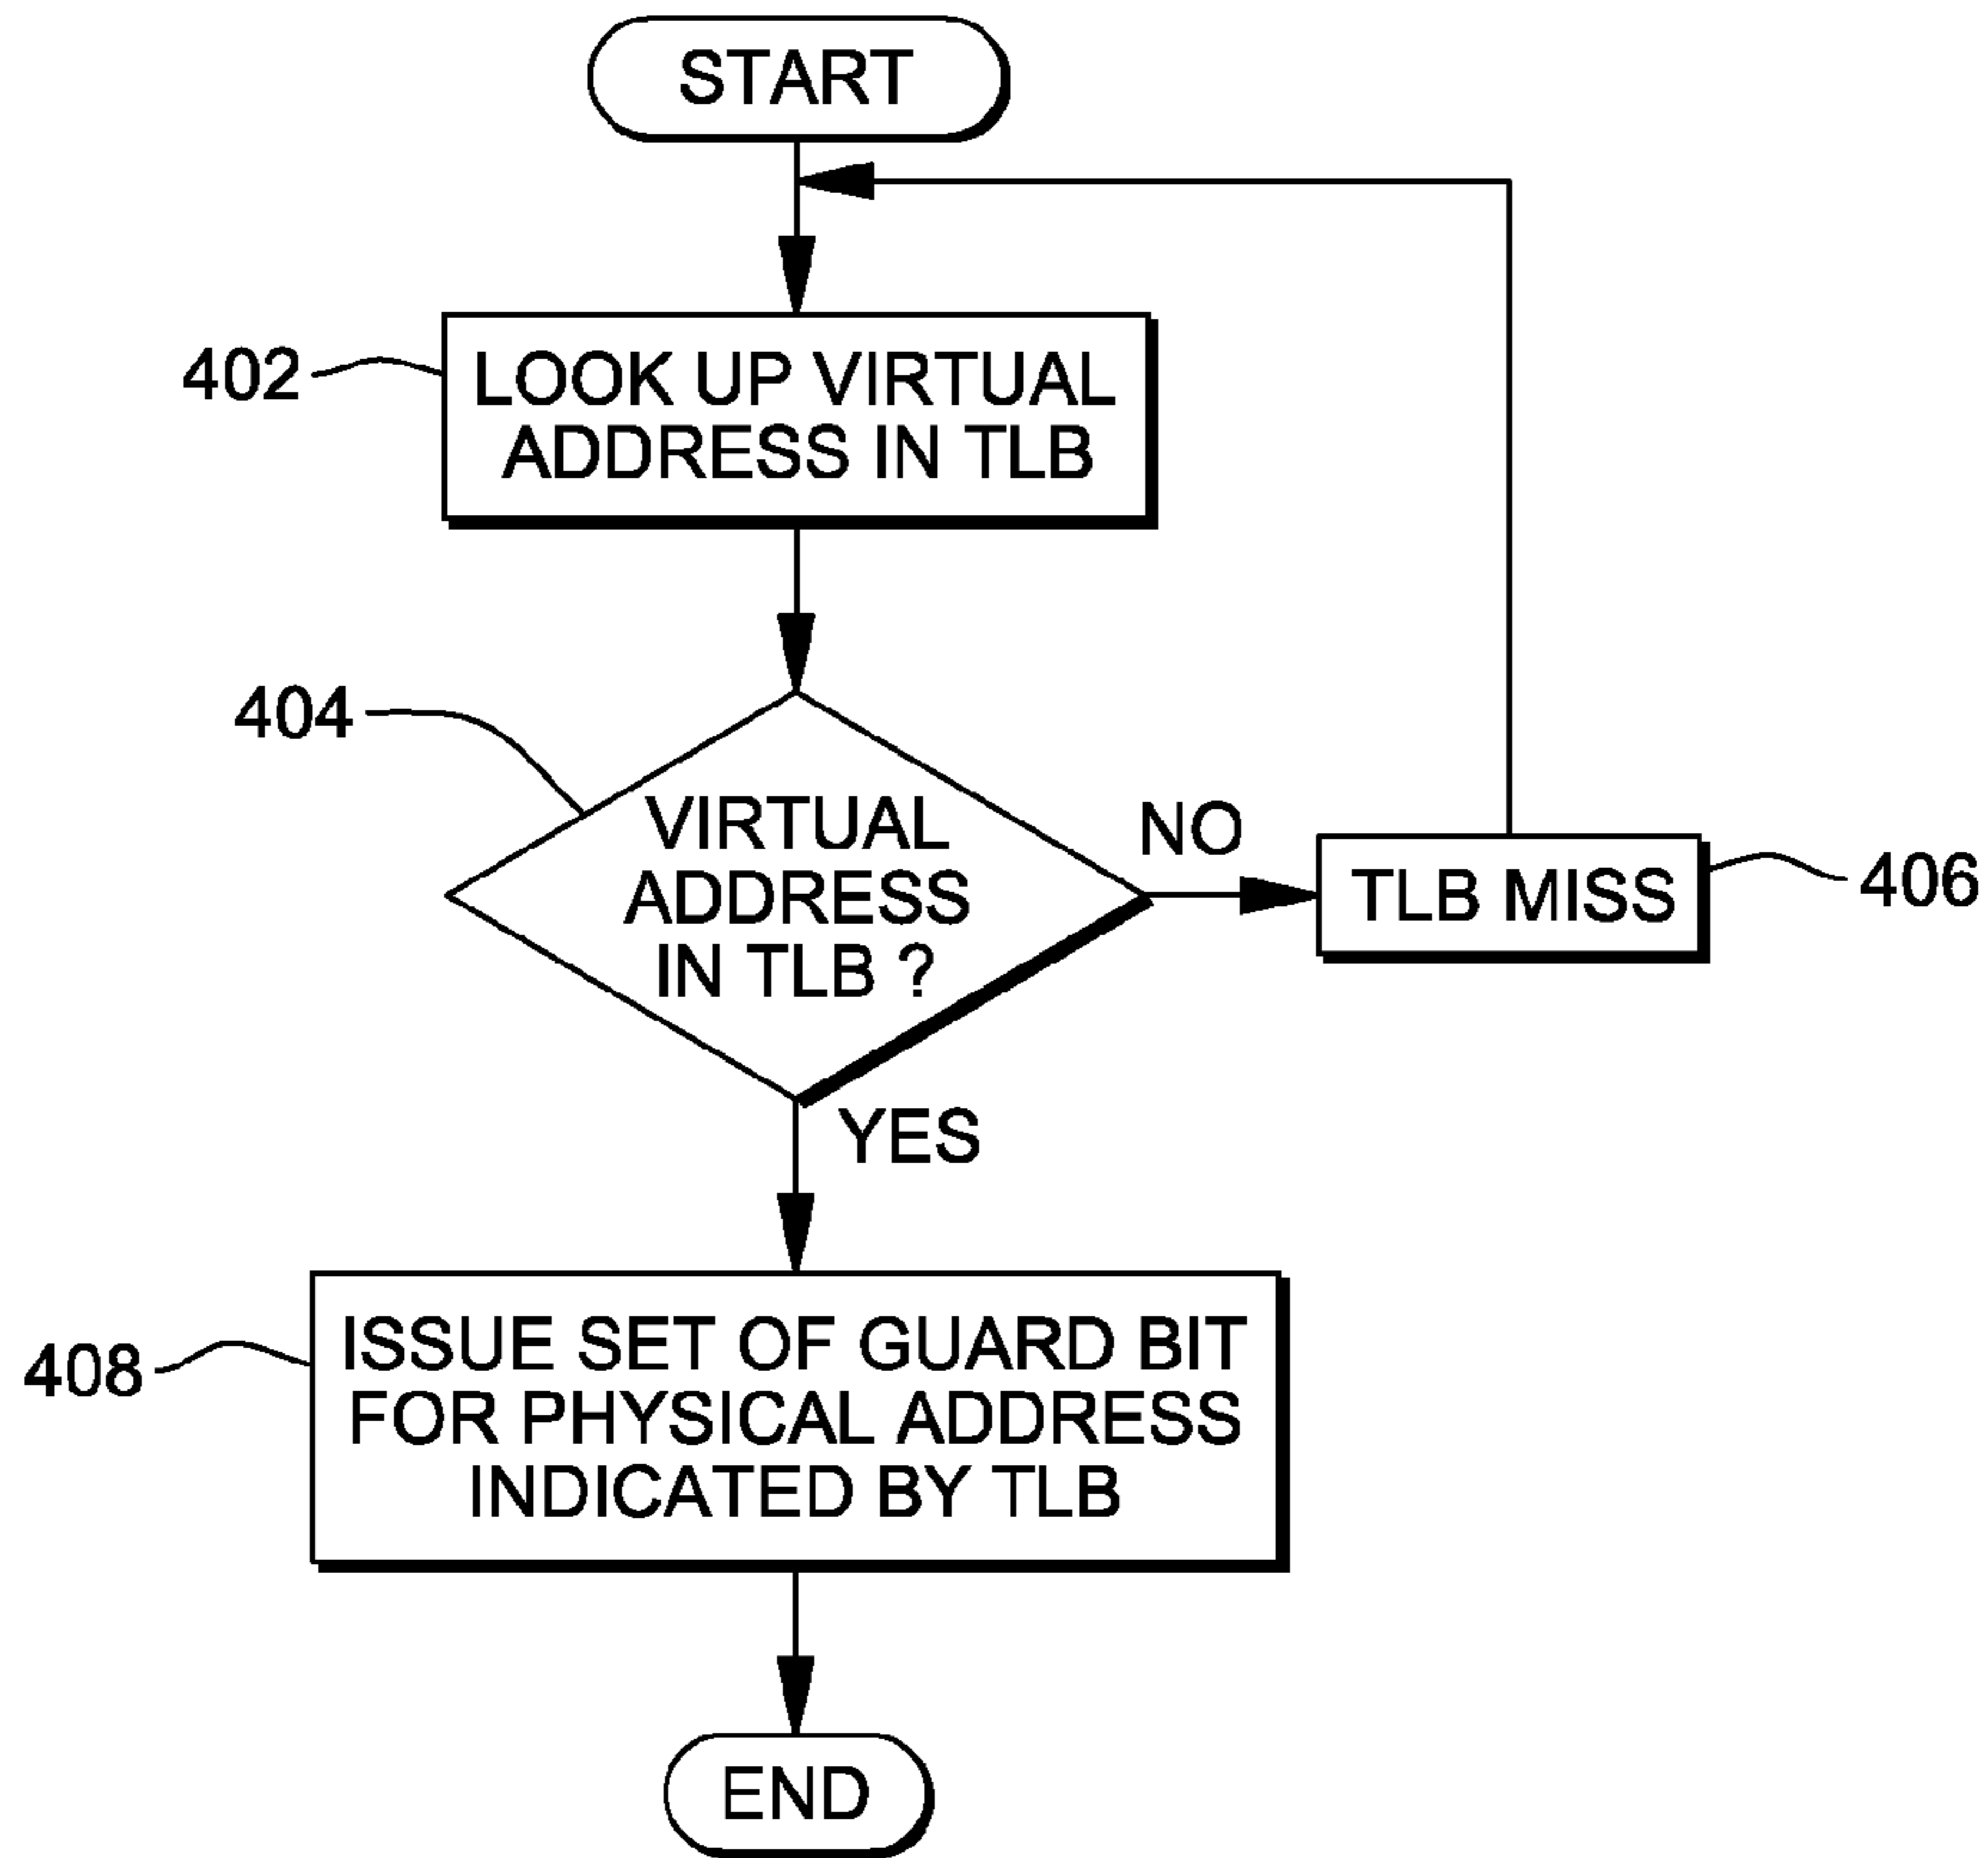 START
402
LOOK UP VIRTUAL
ADDRESS IN TLB
404
VIRTUAL
ADDRESS
IN TLB ?
NO
TLB MISS
406
YES
408
ISSUE SET OF GUARD BIT
FOR PHYSICAL ADDRESS
INDICATED BY TLB
END